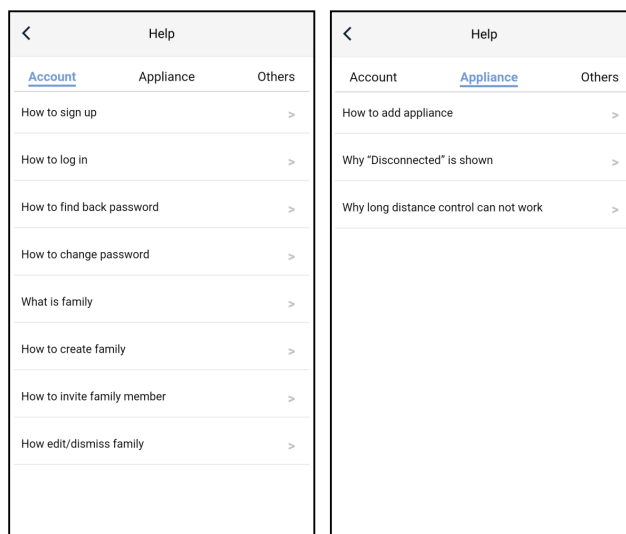 Help
Account Appliance Others
How to sign up >
How to log in >
How to find back password >
How to change password >
What is family >
How to create family >
How to invite family member >
How edit/dismiss family >
Help
Account Appliance Others
How to add appliance >
Why “Disconnected” is shown >
Why long distance control can not work >